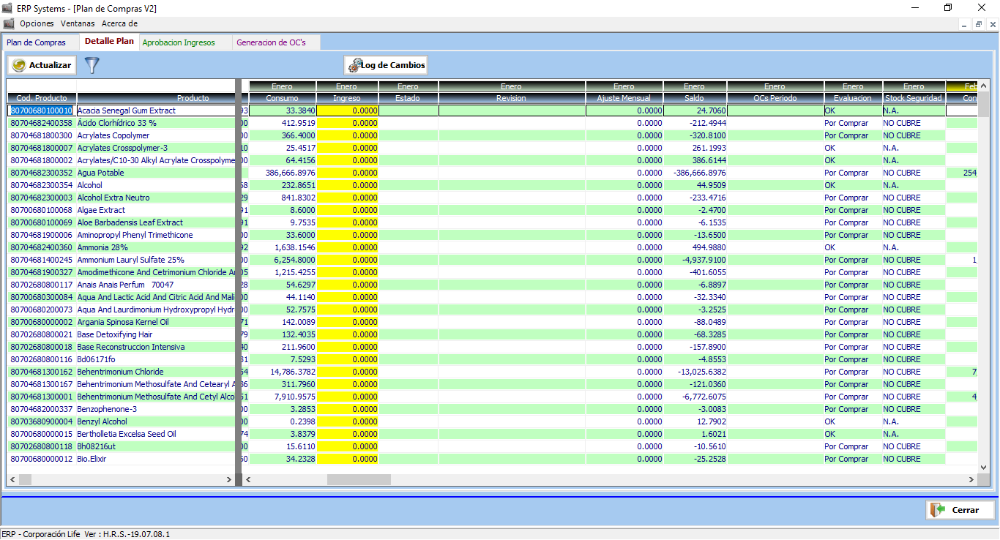 ERP Systems - [Plan de Compras V2]
Opciones Ventanas Acerca de
Plan de Compras Detalle Plan Aprobacion Ingresos Generacion de OC's
Actualizar Log de Cambios
Enero Enero Enero Enero Enero Enero Enero Enero Enero Feb
Cod. Producto Producto Consumo Ingreso Estado Revision Ajuste Mensual Saldo OCs Periodo Evaluacion Stock Seguridad Con
80700680100010 Acacia Senegal Gum Extract 93 33.3840 0.0000 0.0000 24.7060 OK N.A.
80704682400358 Ácido Clorhídrico 33 % 00 412.9519 0.0000 0.0000 -212.4944 Por Comprar NO CUBRE
80704681800300 Acrylates Copolymer 00 366.4000 0.0000 0.0000 -320.8100 Por Comprar NO CUBRE
80704681800007 Acrylates Crosspolymer-3 10 25.4517 0.0000 0.0000 261.1993 OK N.A.
80704681800002 Acrylates/C10-30 Alkyl Acrylate Crosspolyme 00 64.4156 0.0000 0.0000 386.6144 OK N.A.
80704682300352 Agua Potable 386,666.8976 0.0000 0.0000 -386,666.8976 Por Comprar NO CUBRE 254,
80704682300354 Alcohol 58 232.8651 0.0000 0.0000 44.9509 OK N.A.
80704682300003 Alcohol Extra Neutro 29 841.8302 0.0000 0.0000 -233.4716 Por Comprar NO CUBRE
80700680100068 Algae Extract 91 8.6000 0.0000 0.0000 -2.4700 Por Comprar NO CUBRE
80700680100069 Aloe Barbadensis Leaf Extract 91 9.7535 0.0000 0.0000 -6.1535 Por Comprar NO CUBRE
80704681900006 Aminopropyl Phenyl Trimethicone 00 33.6000 0.0000 0.0000 -13.6500 Por Comprar NO CUBRE
80704682400360 Ammonia 28% 92 1,638.1546 0.0000 0.0000 494.9880 OK N.A.
80704681400245 Ammonium Lauryl Sulfate 25% 00 6,254.8000 0.0000 0.0000 -4,937.9100 Por Comprar NO CUBRE 1,
80704681900327 Amodimethicone And Cetrimonium Chloride A 05 1,215.4255 0.0000 0.0000 -401.6055 Por Comprar NO CUBRE
80702680800117 Anais Anais Perfum 70047 28 54.6297 0.0000 0.0000 -6.8897 Por Comprar NO CUBRE
80700680300084 Aqua And Lactic Acid And Citric Acid And Mali 00 44.1140 0.0000 0.0000 -32.3340 Por Comprar NO CUBRE
80700680200073 Aqua And Laurdimonium Hydroxypropyl Hydr 00 52.7575 0.0000 0.0000 -3.2525 Por Comprar NO CUBRE
80700680000002 Argania Spinosa Kernel Oil 71 142.0089 0.0000 0.0000 -88.0489 Por Comprar NO CUBRE
80702680800021 Base Detoxifying Hair 79 132.4035 0.0000 0.0000 -68.3285 Por Comprar NO CUBRE
80702680800018 Base Reconstruccion Intensiva 40 211.9600 0.0000 0.0000 -157.8900 Por Comprar NO CUBRE
80702680800116 Bd06171fo 31 7.5293 0.0000 0.0000 -4.8553 Por Comprar NO CUBRE
80704681300162 Behentrimonium Chloride 54 14,786.3782 0.0000 0.0000 -13,025.6382 Por Comprar NO CUBRE 7,
80704681300167 Behentrimonium Methosulfate And Cetearyl A 36 311.7960 0.0000 0.0000 -121.0360 Por Comprar NO CUBRE
80704681300001 Behentrimonium Methosulfate And Cetyl Alco 51 7,910.9575 0.0000 0.0000 -6,772.6075 Por Comprar NO CUBRE 4,
80704682000337 Benzophenone-3 00 3.2853 0.0000 0.0000 -3.0083 Por Comprar NO CUBRE
80703680900004 Benzyl Alcohol 00 0.2398 0.0000 0.0000 12.7902 OK N.A.
80700680000015 Bertholletia Excelsa Seed Oil 74 3.8379 0.0000 0.0000 1.6021 OK N.A.
80702680800118 Bh08216ut 00 15.6110 0.0000 0.0000 -10.5610 Por Comprar NO CUBRE
80700680000012 Bio.Elixir 50 34.2328 0.0000 0.0000 -25.2528 Por Comprar NO CUBRE
Cerrar
ERP - Corporación Life Ver : H.R.S.-19.07.08.1